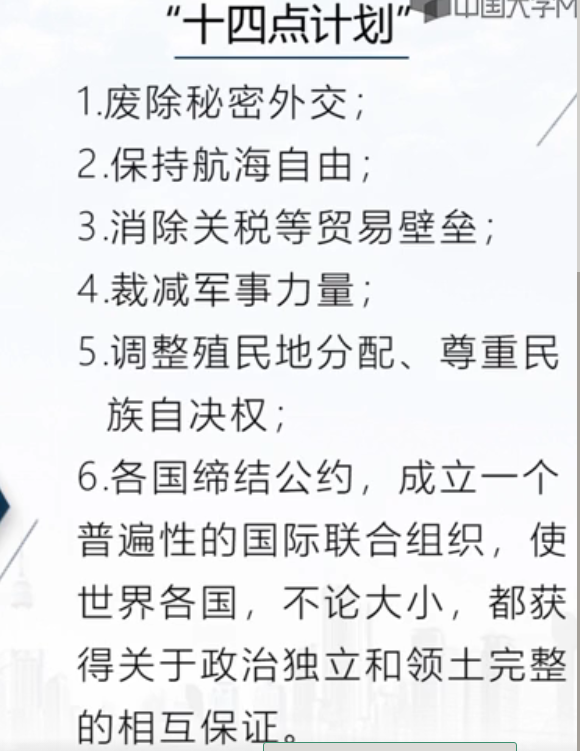 “十四点计划”
中国大学M
1.废除秘密外交；
2.保持航海自由；
3.消除关税等贸易壁垒；
4.裁减军事力量；
5.调整殖民地分配、尊重民
族自决权；
6.各国缔结公约，成立一个
普遍性的国际联合组织，使
世界各国，不论大小，都获
得关于政治独立和领土完整
的相互保证。